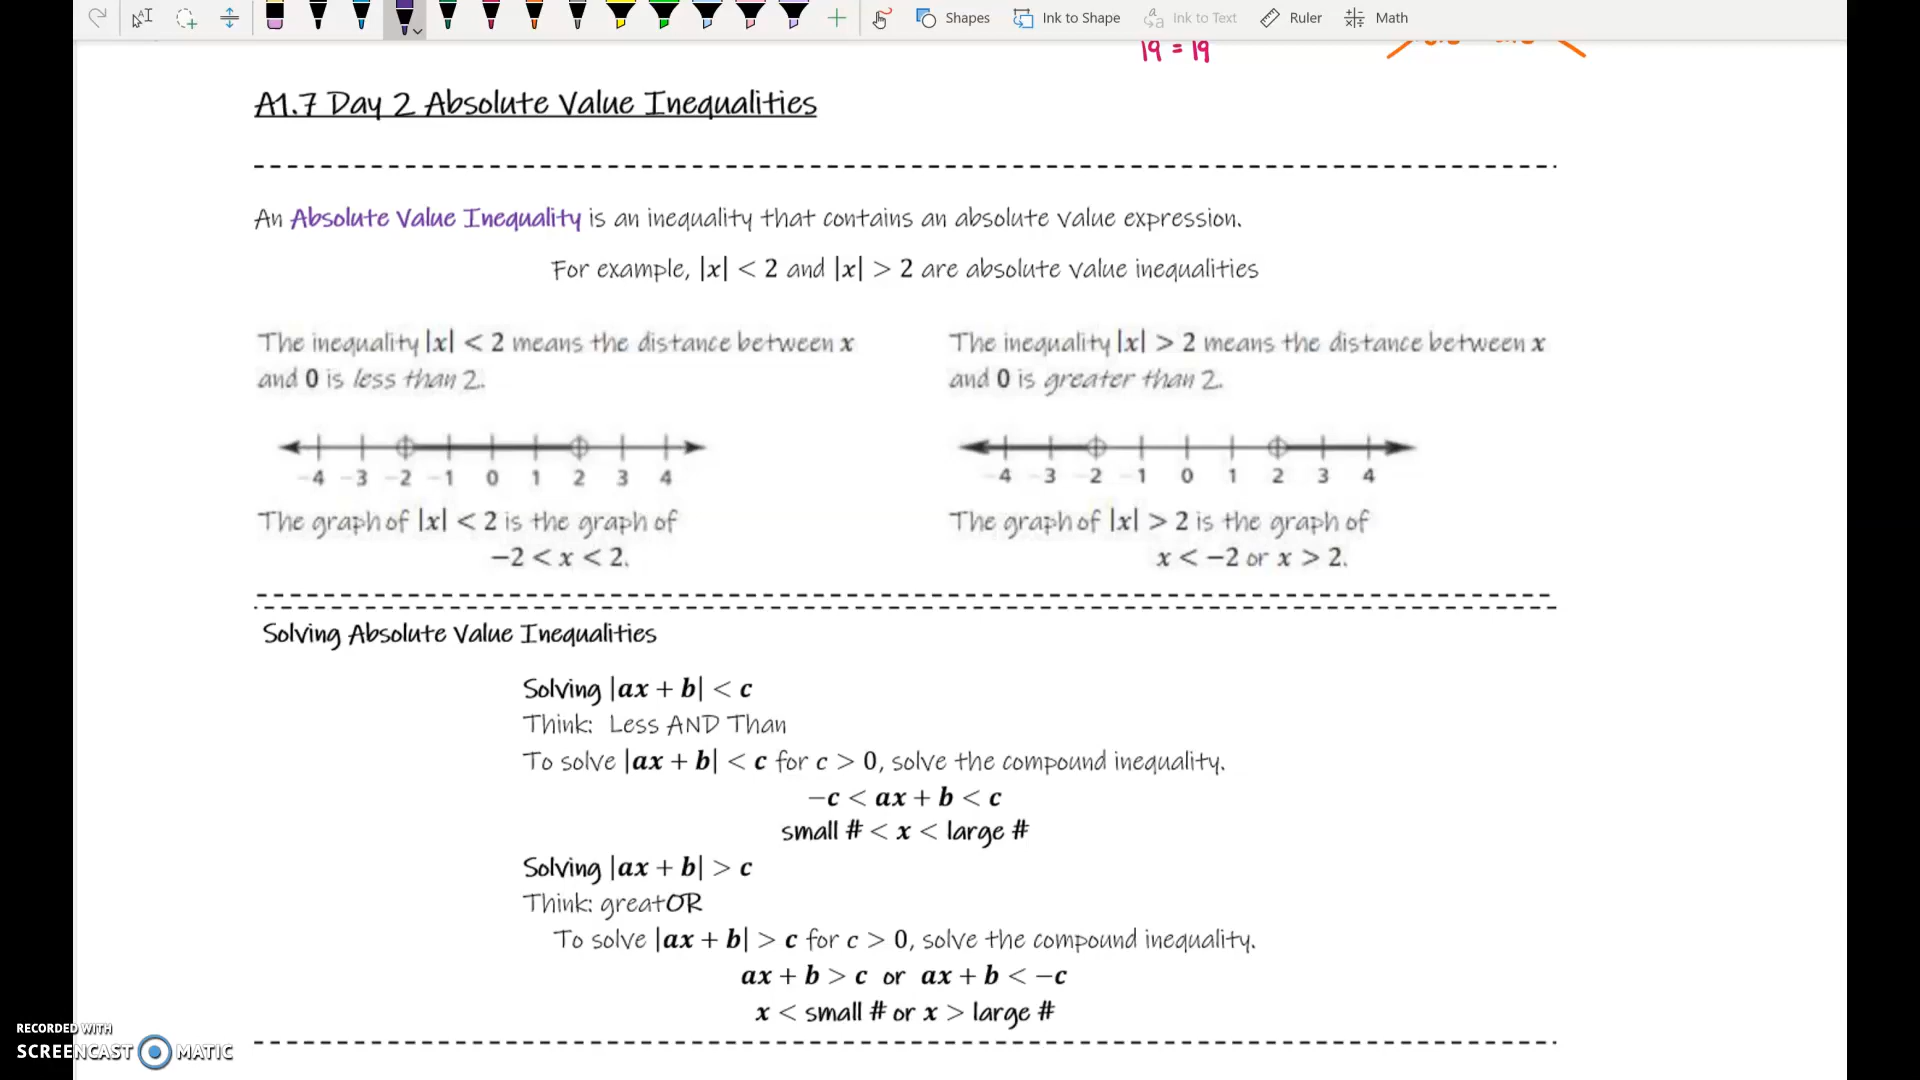 Shapes Ink to Shape Ink to Text Ruler Math
19 = 19
A1.7 Day 2 Absolute Value Inequalities
An Absolute Value Inequality is an inequality that contains an absolute value expression.
For example, |x| < 2 and |x| > 2 are absolute value inequalities
The inequality |x| < 2 means the distance between x
and 0 is less than 2.
-4 -3 -2 -1 0 1 2 3 4
The graph of |x| < 2 is the graph of
−2 < x < 2.
The inequality |x| > 2 means the distance between x
and 0 is greater than 2.
-4 -3 -2 -1 0 1 2 3 4
The graph of |x| > 2 is the graph of
x < −2 or x > 2.
Solving Absolute Value Inequalities
Solving |ax + b| < c
Think: Less AND Than
To solve |ax + b| < c for c > 0, solve the compound inequality.
−c < ax + b < c
small # < x < large #
Solving |ax + b| > c
Think: greatOR
To solve |ax + b| > c for c > 0, solve the compound inequality.
ax + b > c or ax + b < −c
x < small # or x > large #
RECORDED WITH
SCREENCAST MATIC